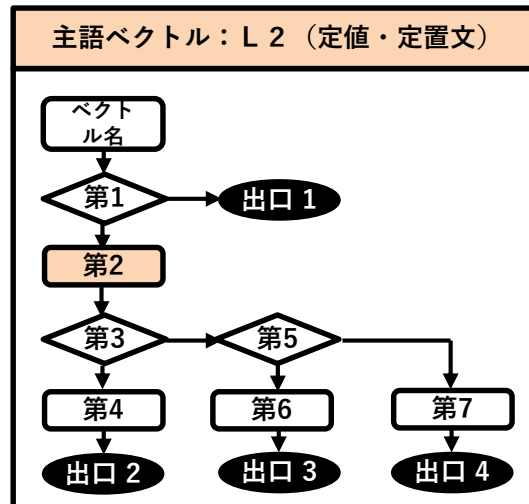 主語ベクトル：Ｌ２（定値・定置文）
ベクト
ル名
第1
出口 1
第2
第3
第5
第4
第6
第7
出口 2
出口 3
出口 4